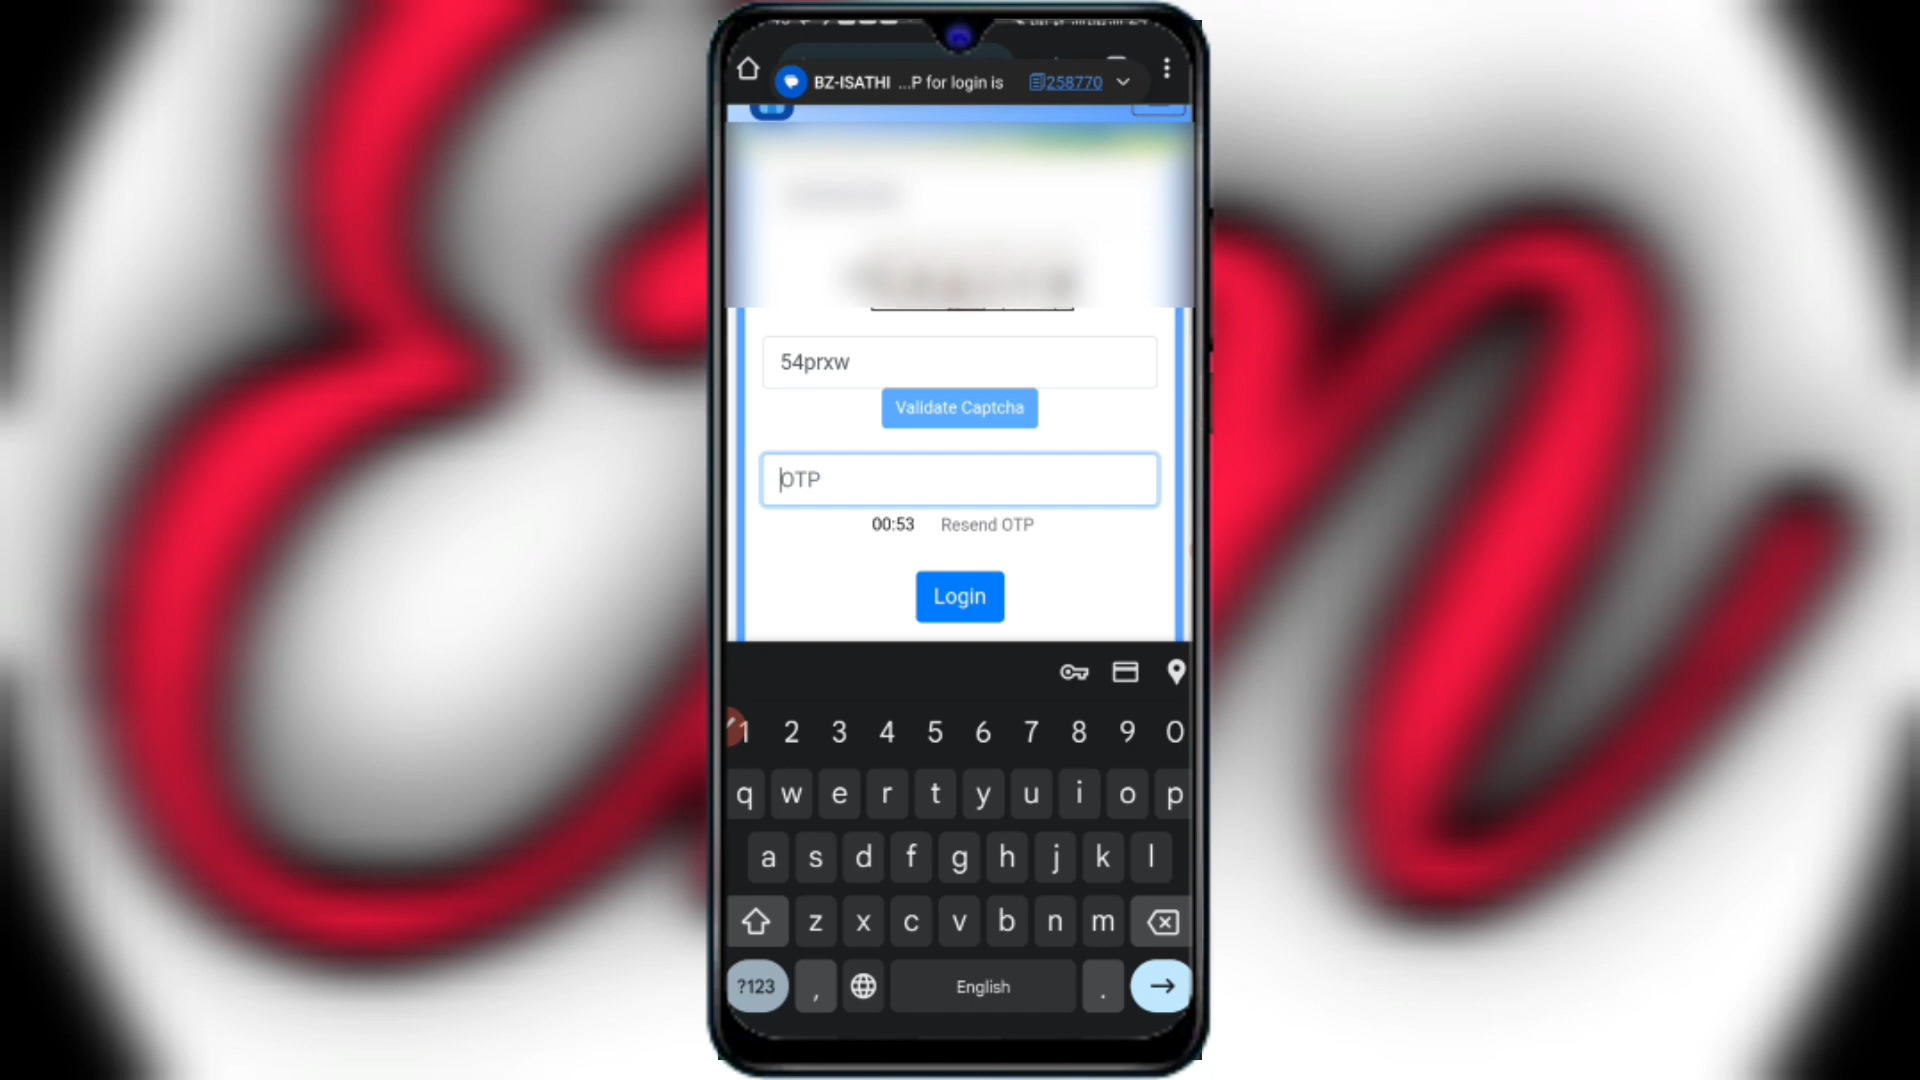 BZ-ISATHI ...P for login is 258770
54prxw
Validate Captcha
OTP
00:53 Resend OTP
Login
1 2 3 4 5 6 7 8 9 0
q w e r t y u i o p
a s d f g h j k l
z x c v b n m
?123 , English .